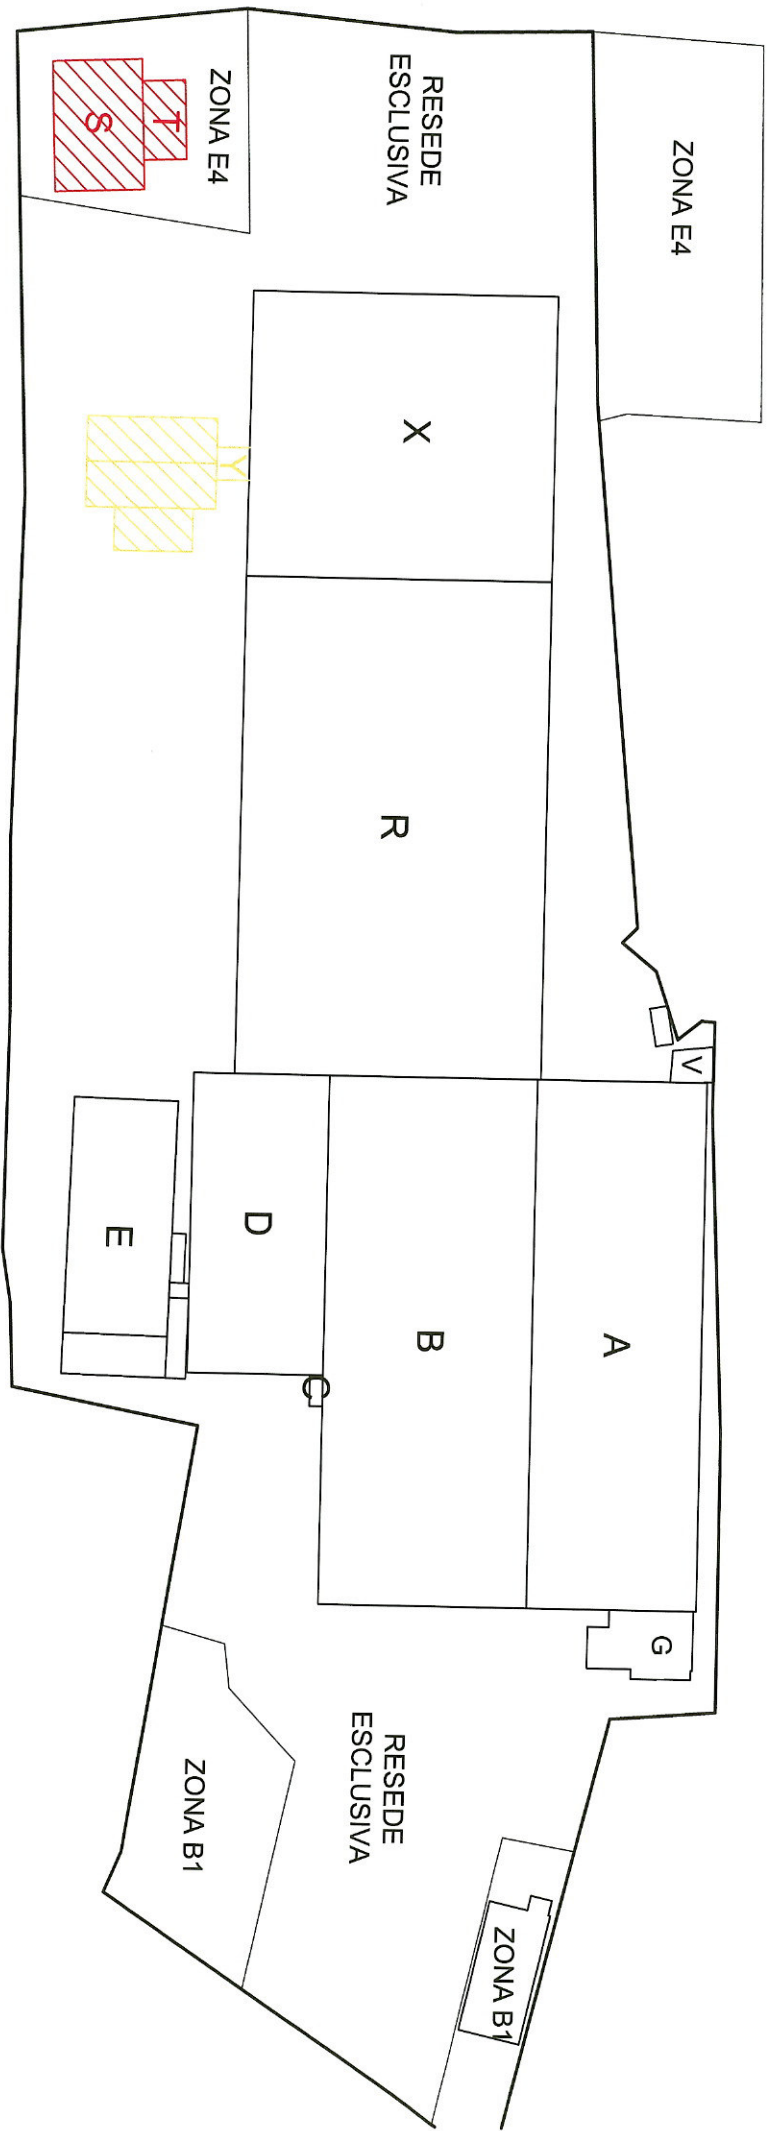 ZONA E4
RESEDE
ESCLUSIVA
ZONA E4
T
S
X
Y
R
V
A
B
D
E
C
G
RESEDE
ESCLUSIVA
ZONA B1
ZONA B1